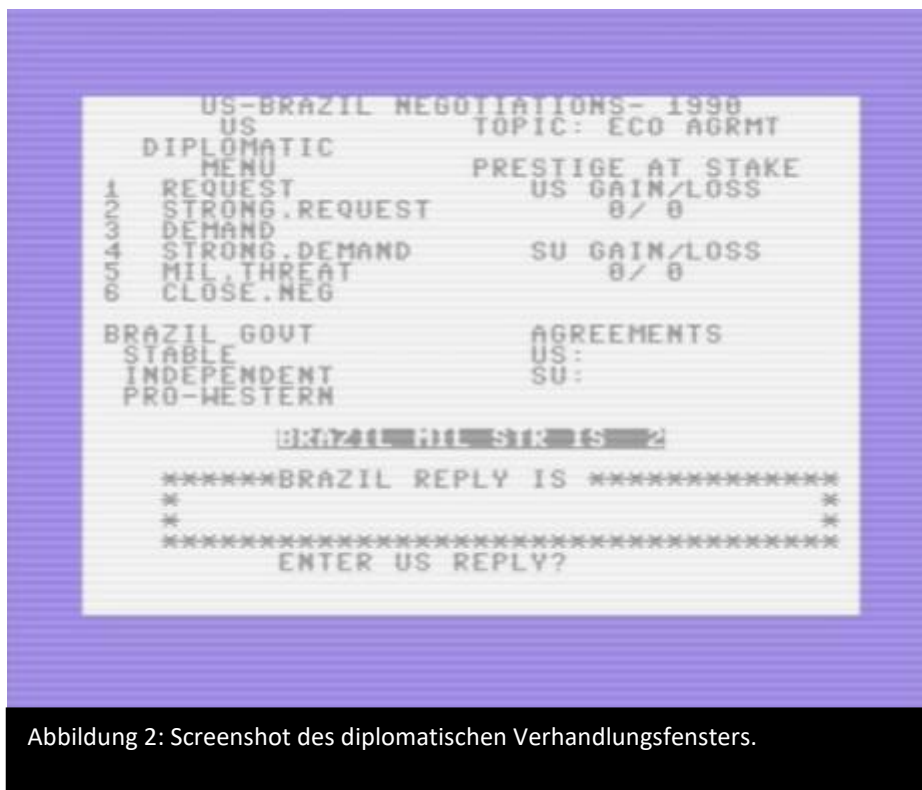 US-BRAZIL NEGOTIATIONS- 1990
US TOPIC: ECO AGRMT
DIPLOMATIC
MENU PRESTIGE AT STAKE
1 REQUEST US GAIN/LOSS
2 STRONG.REQUEST 0/ 0
3 DEMAND
4 STRONG.DEMAND SU GAIN/LOSS
5 MIL.THREAT 0/ 0
6 CLOSE.NEG
BRAZIL GOVT AGREEMENTS
STABLE US:
INDEPENDENT SU:
PRO-WESTERN
BRAZIL MIL STR IS 2
******BRAZIL REPLY IS *************
* *
* *
***********************************
ENTER US REPLY?
Abbildung 2: Screenshot des diplomatischen Verhandlungsfensters.